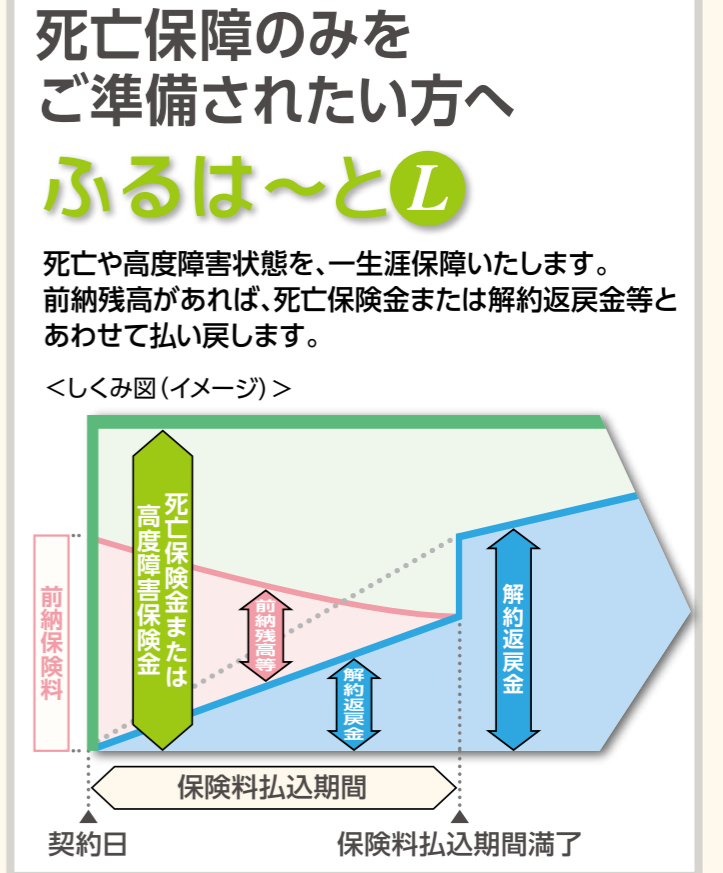 死亡保障のみを
ご準備されたい方へ
ふるは～とL
死亡や高度障害状態を、一生涯保障いたします。
前納残高があれば、死亡保険金または解約返戻金等と
あわせて払い戻します。
＜しくみ図（イメージ）＞
前納保険料
死亡保険金または
高度障害保険金
前納残高等
解約返戻金
解約返戻金
保険料払込期間
契約日
保険料払込期間満了